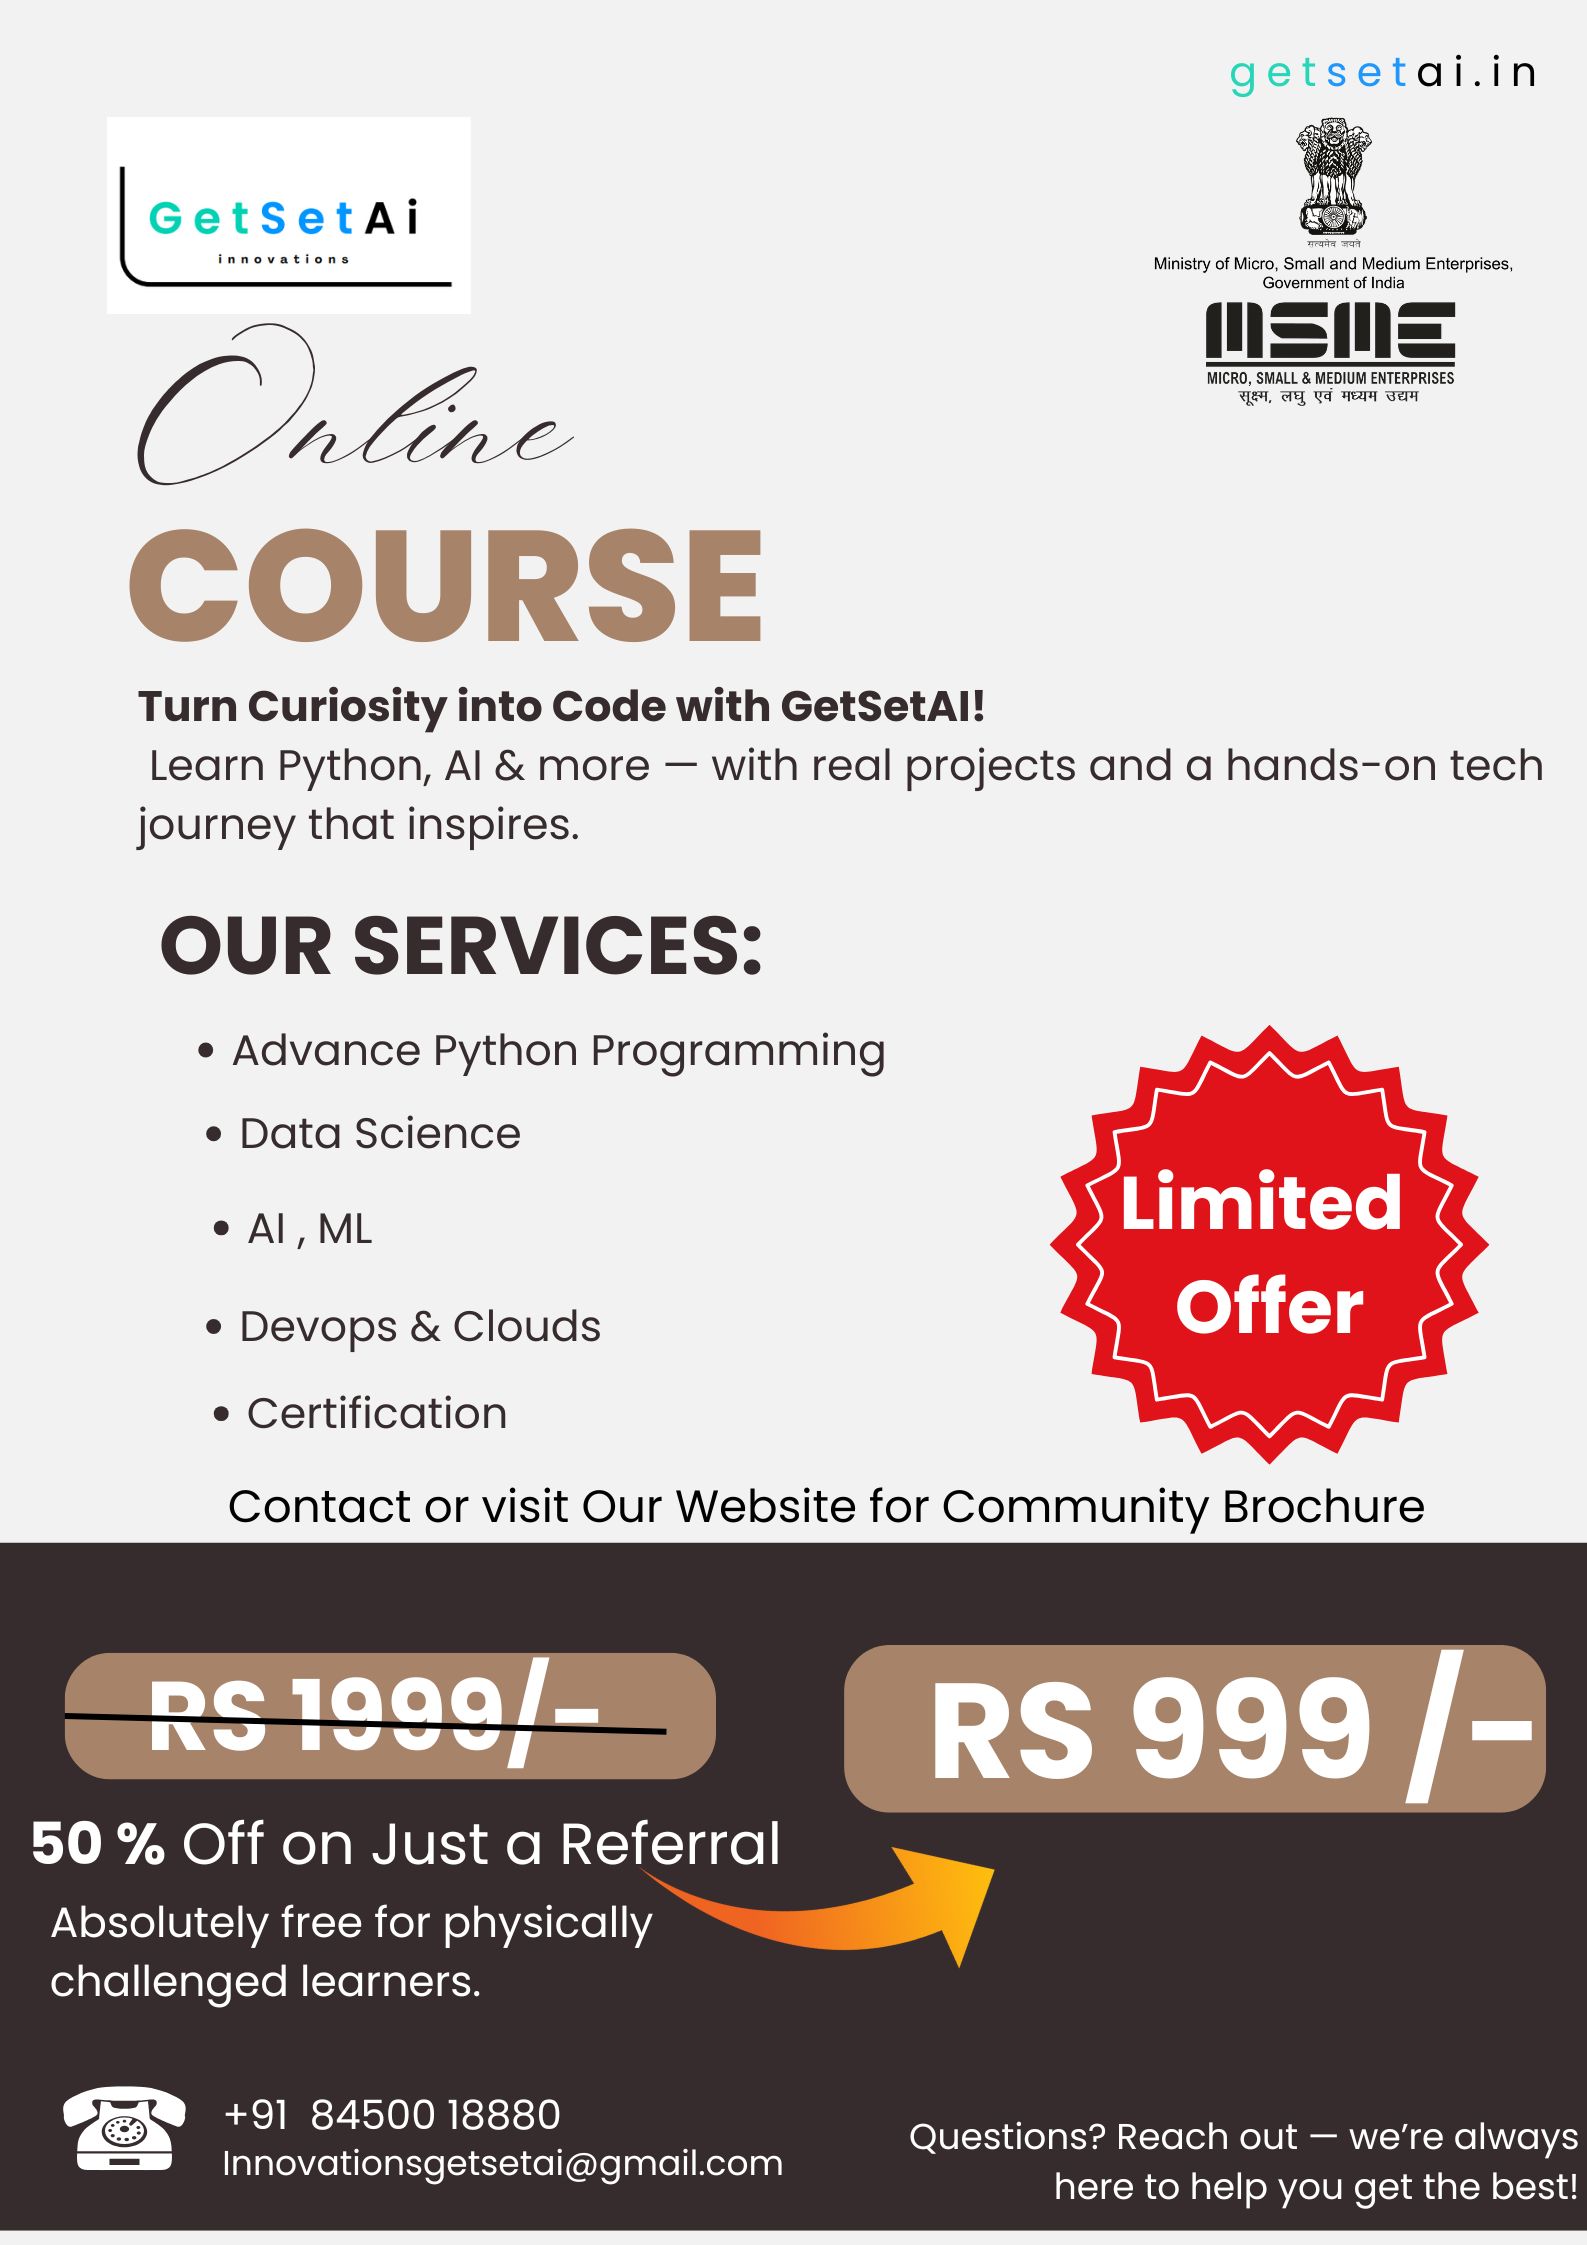 getsetai.in
GetSetAi
innovations
सत्यमेव जयते
Ministry of Micro, Small and Medium Enterprises,
Government of India
MSME
MICRO, SMALL & MEDIUM ENTERPRISES
सूक्ष्म, लघु एवं मध्यम उद्यम
Online
COURSE
Turn Curiosity into Code with GetSetAI!
Learn Python, AI & more — with real projects and a hands-on tech
journey that inspires.
OUR SERVICES:
• Advance Python Programming
• Data Science
• AI , ML
• Devops & Clouds
• Certification
Limited
Offer
Contact or visit Our Website for Community Brochure
RS 1999/-
RS 999 /-
50 % Off on Just a Referral
Absolutely free for physically
challenged learners.
+91 84500 18880
Innovationsgetsetai@gmail.com
Questions? Reach out — we’re always
here to help you get the best!